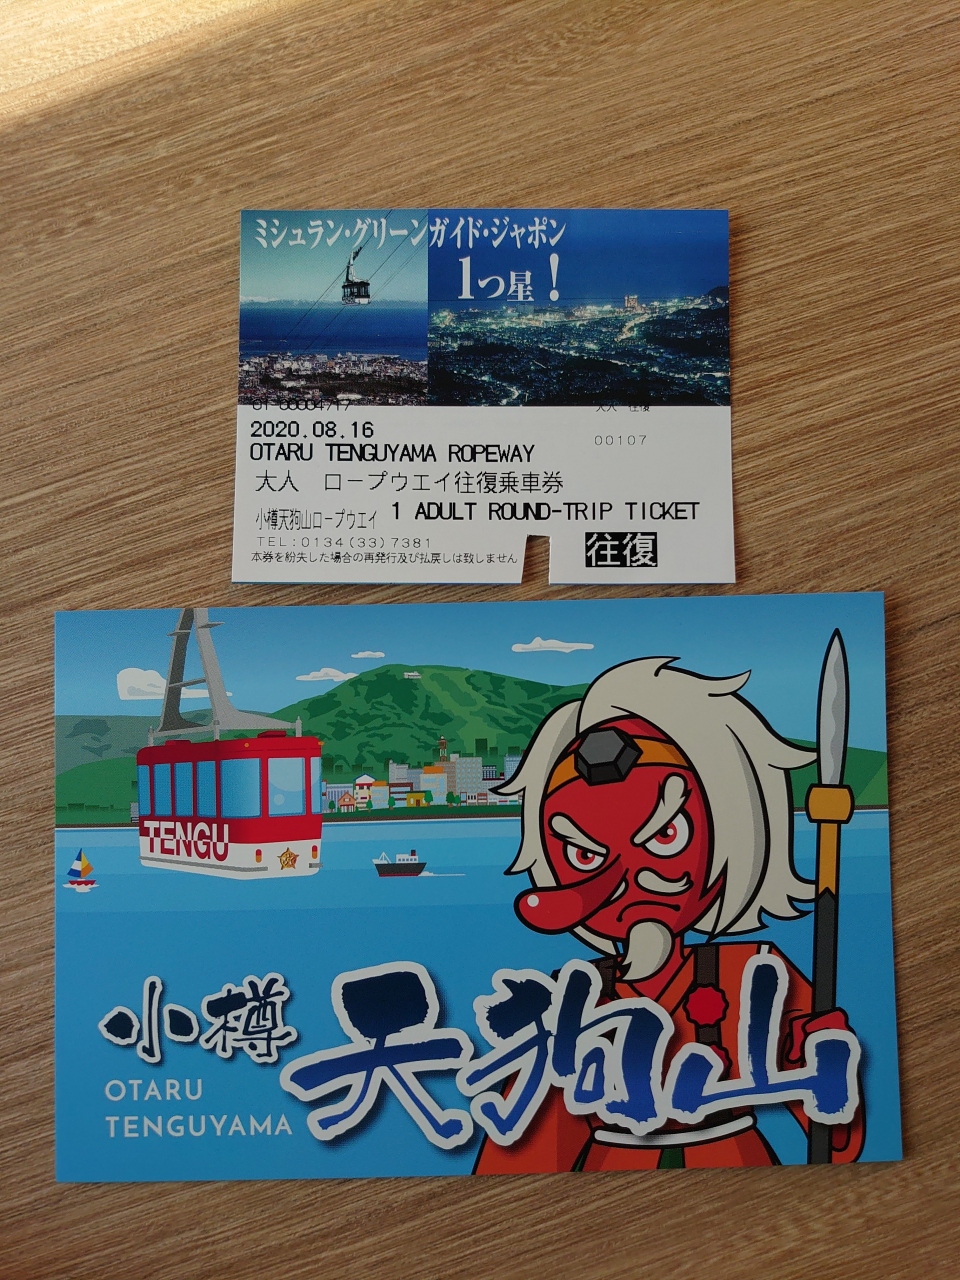 ミシュラン・グリーンガイド・ジャポン
1つ星!
01-00004717
大人 往復
2020.08.16
00107
OTARU TENGUYAMA ROPEWAY
大人 ロープウエイ往復乗車券
小樽天狗山ロープウエイ 1 ADULT ROUND-TRIP TICKET
TEL:0134(33)7381
往復
本券を紛失した場合の再発行及び払戻しは致しません
TENGU
小樽 天狗山
OTARU
TENGUYAMA